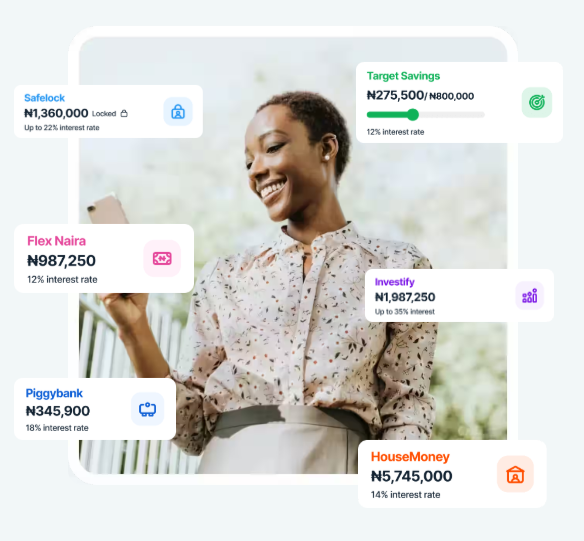 Target Savings
₦275,500/ ₦800,000
12% interest rate
Safelock
₦1,360,000 Locked
Up to 22% interest rate
Flex Naira
₦987,250
12% interest rate
Investify
₦1,987,250
Up to 35% interest
Piggybank
₦345,900
18% interest rate
HouseMoney
₦5,745,000
14% interest rate